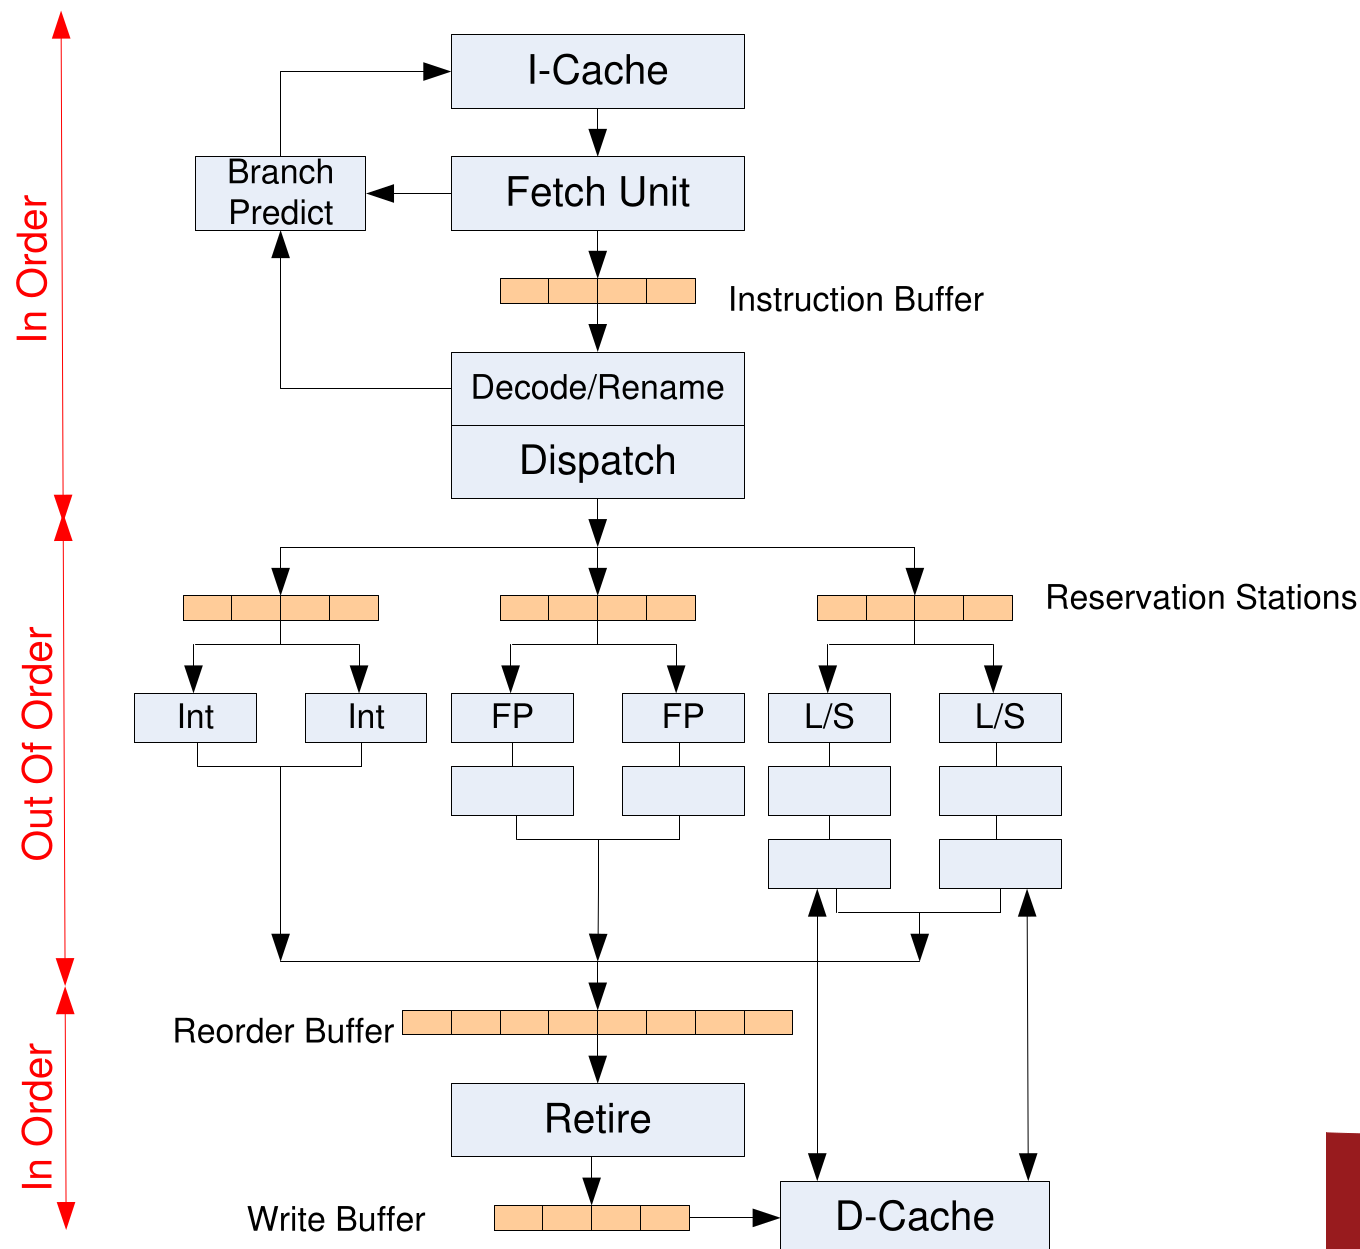 I-Cache
Branch
Predict
Fetch Unit
In Order
Instruction Buffer
Decode/Rename
Dispatch
Reservation Stations
Out Of Order
Int
Int
FP
FP
L/S
L/S
Reorder Buffer
In Order
Retire
Write Buffer
D-Cache